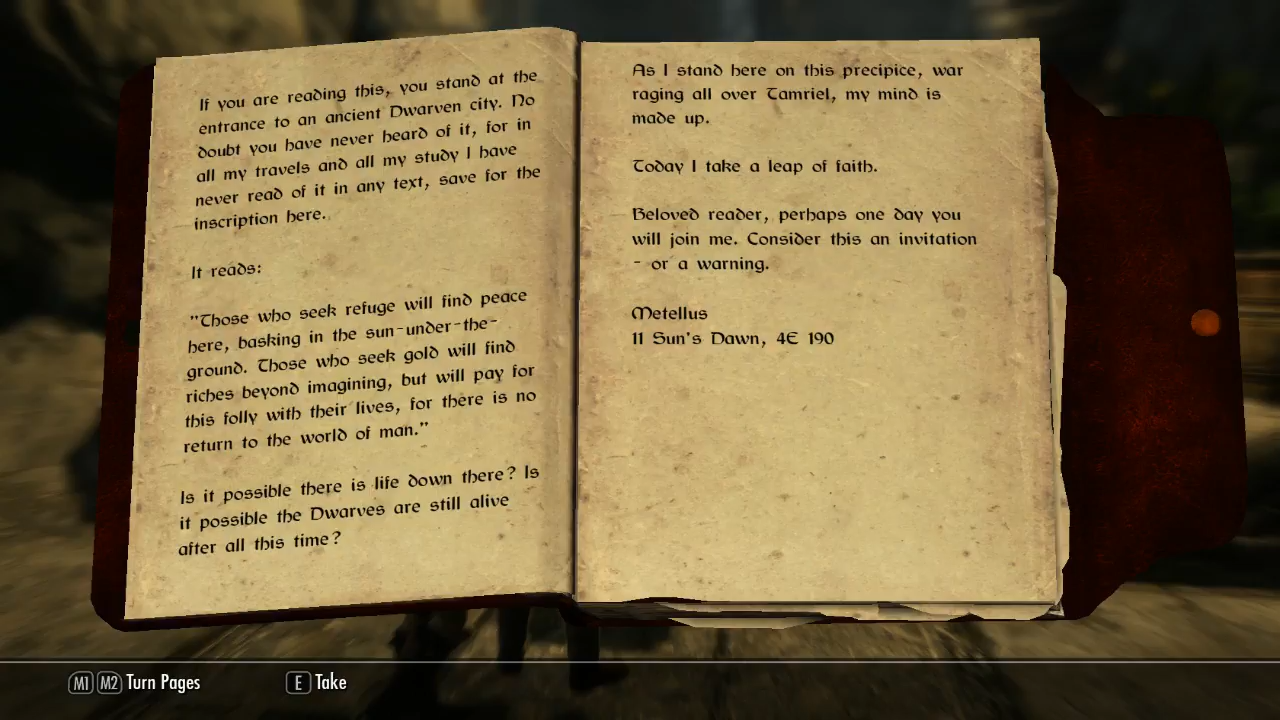 If you are reading this, you stand at the
entrance to an ancient Dwarven city. No
doubt you have never heard of it, for in
all my travels and all my study I have
never read of it in any text, save for the
inscription here.
It reads:
"Those who seek refuge will find peace
here, basking in the sun-under-the-
ground. Those who seek gold will find
riches beyond imagining, but will pay for
this folly with their lives, for there is no
return to the world of man."
Is it possible there is life down there? Is
it possible the Dwarves are still alive
after all this time?
As I stand here on this precipice, war
raging all over Tamriel, my mind is
made up.
Today I take a leap of faith.
Beloved reader, perhaps one day you
will join me. Consider this an invitation
- or a warning.
Metellus
11 Sun's Dawn, 4E 190
M1 M2 Turn Pages
E Take